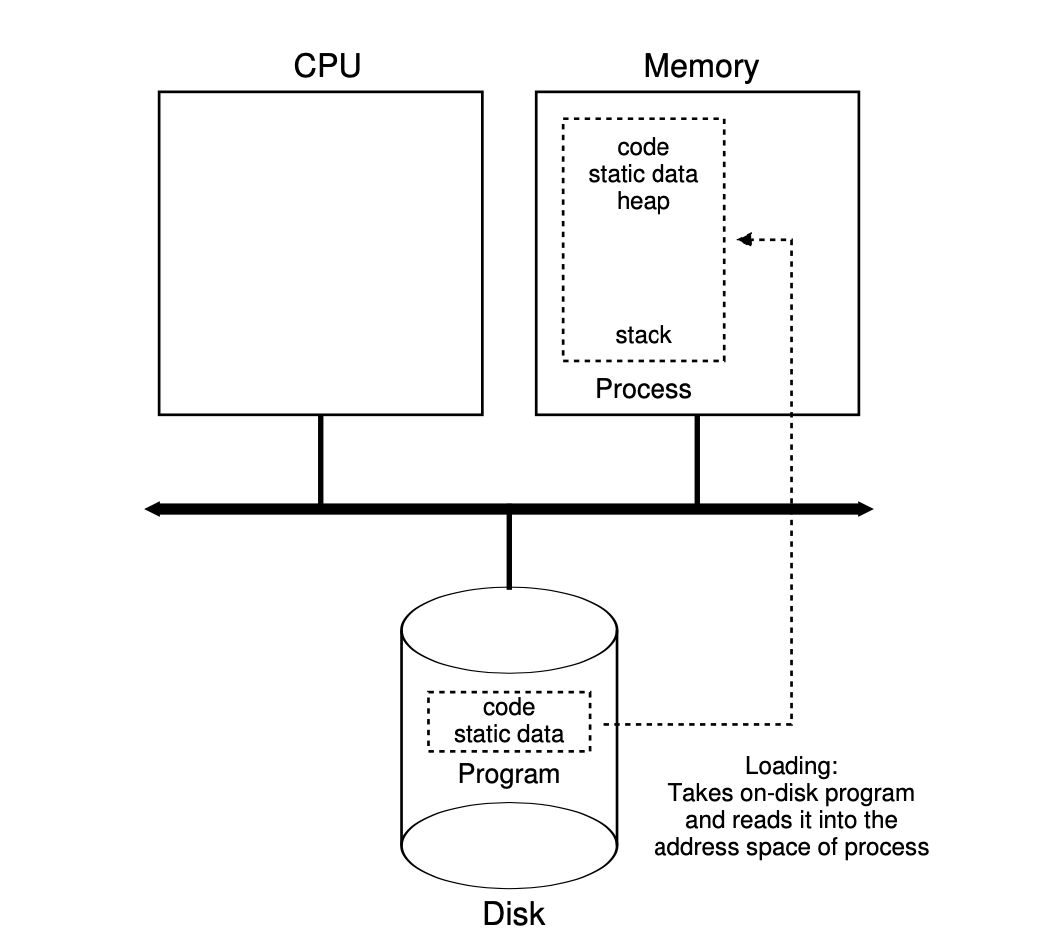 CPU
Memory
code
static data
heap
stack
Process
code
static data
Program
Loading:
Takes on-disk program
and reads it into the
address space of process
Disk